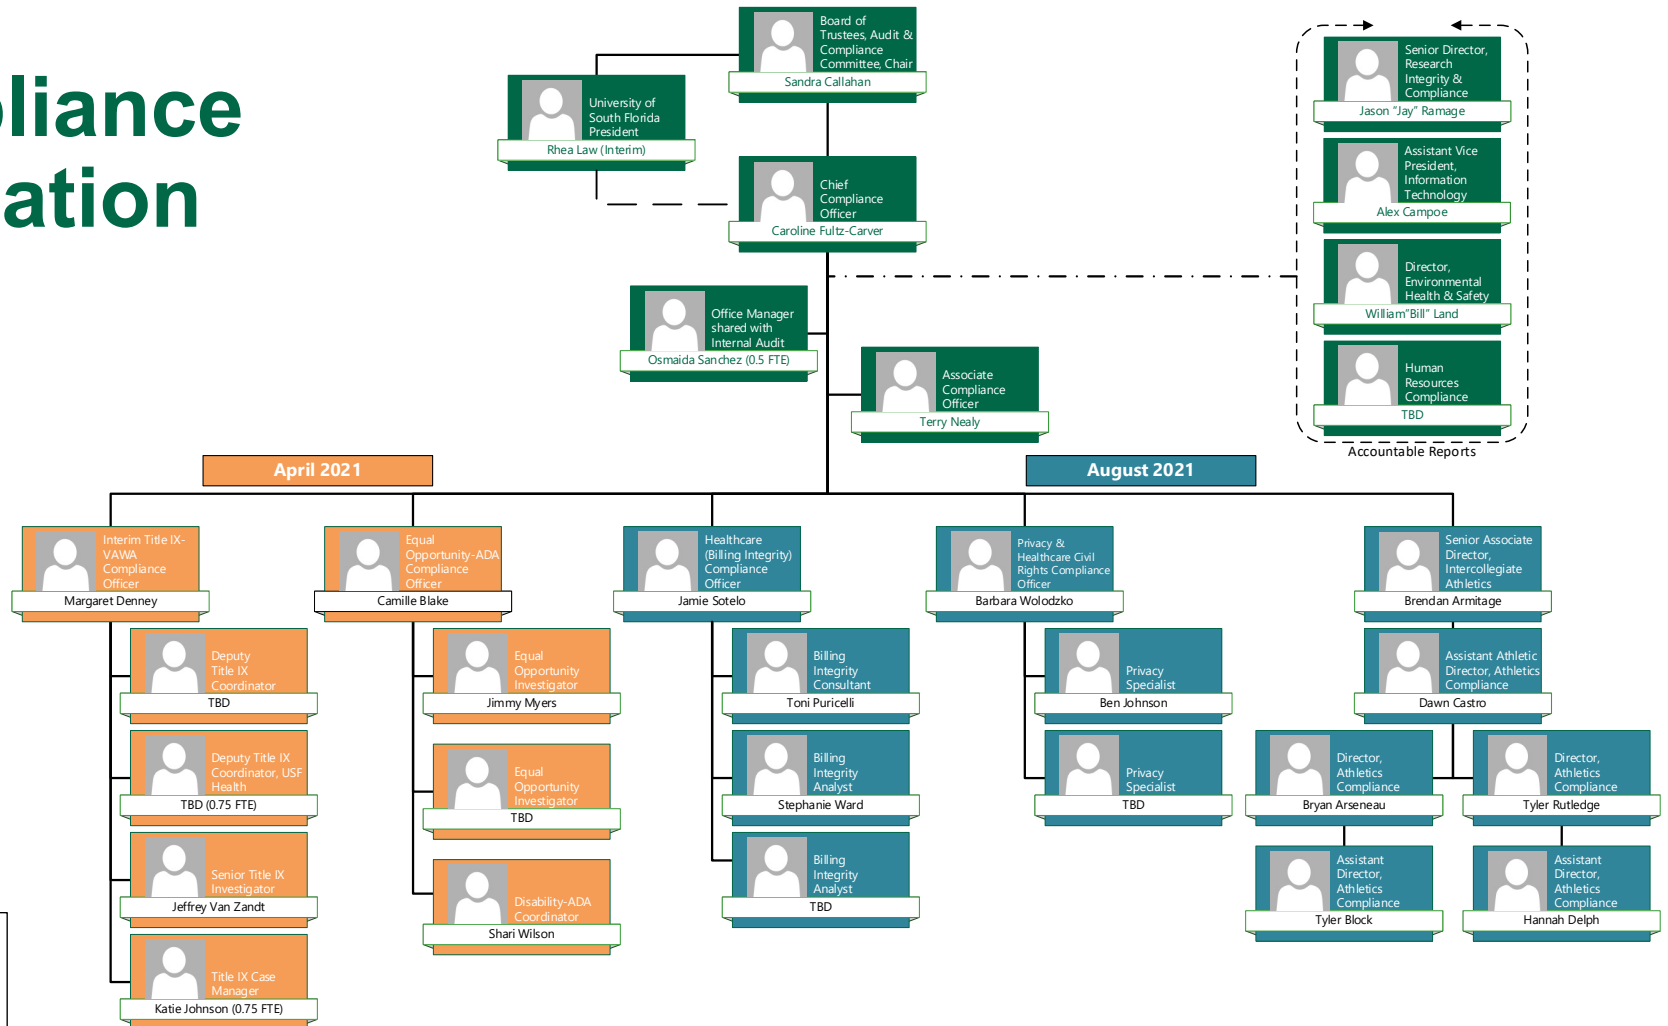 pliance
ation
Board of
Trustees, Audit &
Compliance
Committee, Chair
Sandra Callahan
University of
South Florida
President
Rhea Law (Interim)
Chief
Compliance
Officer
Caroline Fultz-Carver
Senior Director,
Research
Integrity &
Compliance
Jason “Jay” Ramage
Assistant Vice
President,
Information
Technology
Alex Campoe
Director,
Environmental
Health & Safety
William”Bill” Land
Human
Resources
Compliance
TBD
Accountable Reports
Office Manager
shared with
Internal Audit
Osmaida Sanchez (0.5 FTE)
Associate
Compliance
Officer
Terry Nealy
April 2021
August 2021
Interim Title IX-
VAWA
Compliance
Officer
Margaret Denney
Equal
Opportunity-ADA
Compliance
Officer
Camille Blake
Healthcare
(Billing Integrity)
Compliance
Officer
Jamie Sotelo
Privacy &
Healthcare Civil
Rights Compliance
Officer
Barbara Wolodzko
Senior Associate
Director,
Intercollegiate
Athletics
Brendan Armitage
Deputy
Title IX
Coordinator
TBD
Equal
Opportunity
Investigator
Jimmy Myers
Billing
Integrity
Consultant
Toni Puricelli
Privacy
Specialist
Ben Johnson
Assistant Athletic
Director, Athletics
Compliance
Dawn Castro
Deputy Title IX
Coordinator, USF
Health
TBD (0.75 FTE)
Equal
Opportunity
Investigator
TBD
Billing
Integrity
Analyst
Stephanie Ward
Privacy
Specialist
TBD
Director,
Athletics
Compliance
Bryan Arseneau
Director,
Athletics
Compliance
Tyler Rutledge
Senior Title IX
Investigator
Jeffrey Van Zandt
Disability-ADA
Coordinator
Shari Wilson
Billing
Integrity
Analyst
TBD
Assistant
Director,
Athletics
Compliance
Tyler Block
Assistant
Director,
Athletics
Compliance
Hannah Delph
Title IX Case
Manager
Katie Johnson (0.75 FTE)